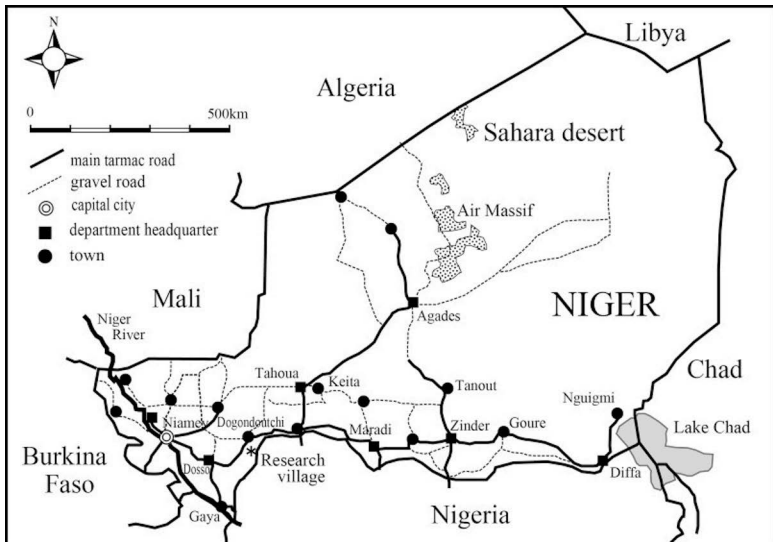 N
Libya
0
500km
Algeria
Sahara desert
main tarmac road
gravel road
capital city
Air Massif
department headquarter
town
Mali
NIGER
Niger
River
Agades
Chad
Tahoua
Keita
Tanout
Nguigmi
Niamey
Dogondoutchi
Maradi
Zinder
Goure
Lake Chad
Burkina
Faso
Dosso
*
Research
village
Diffa
Gaya
Nigeria